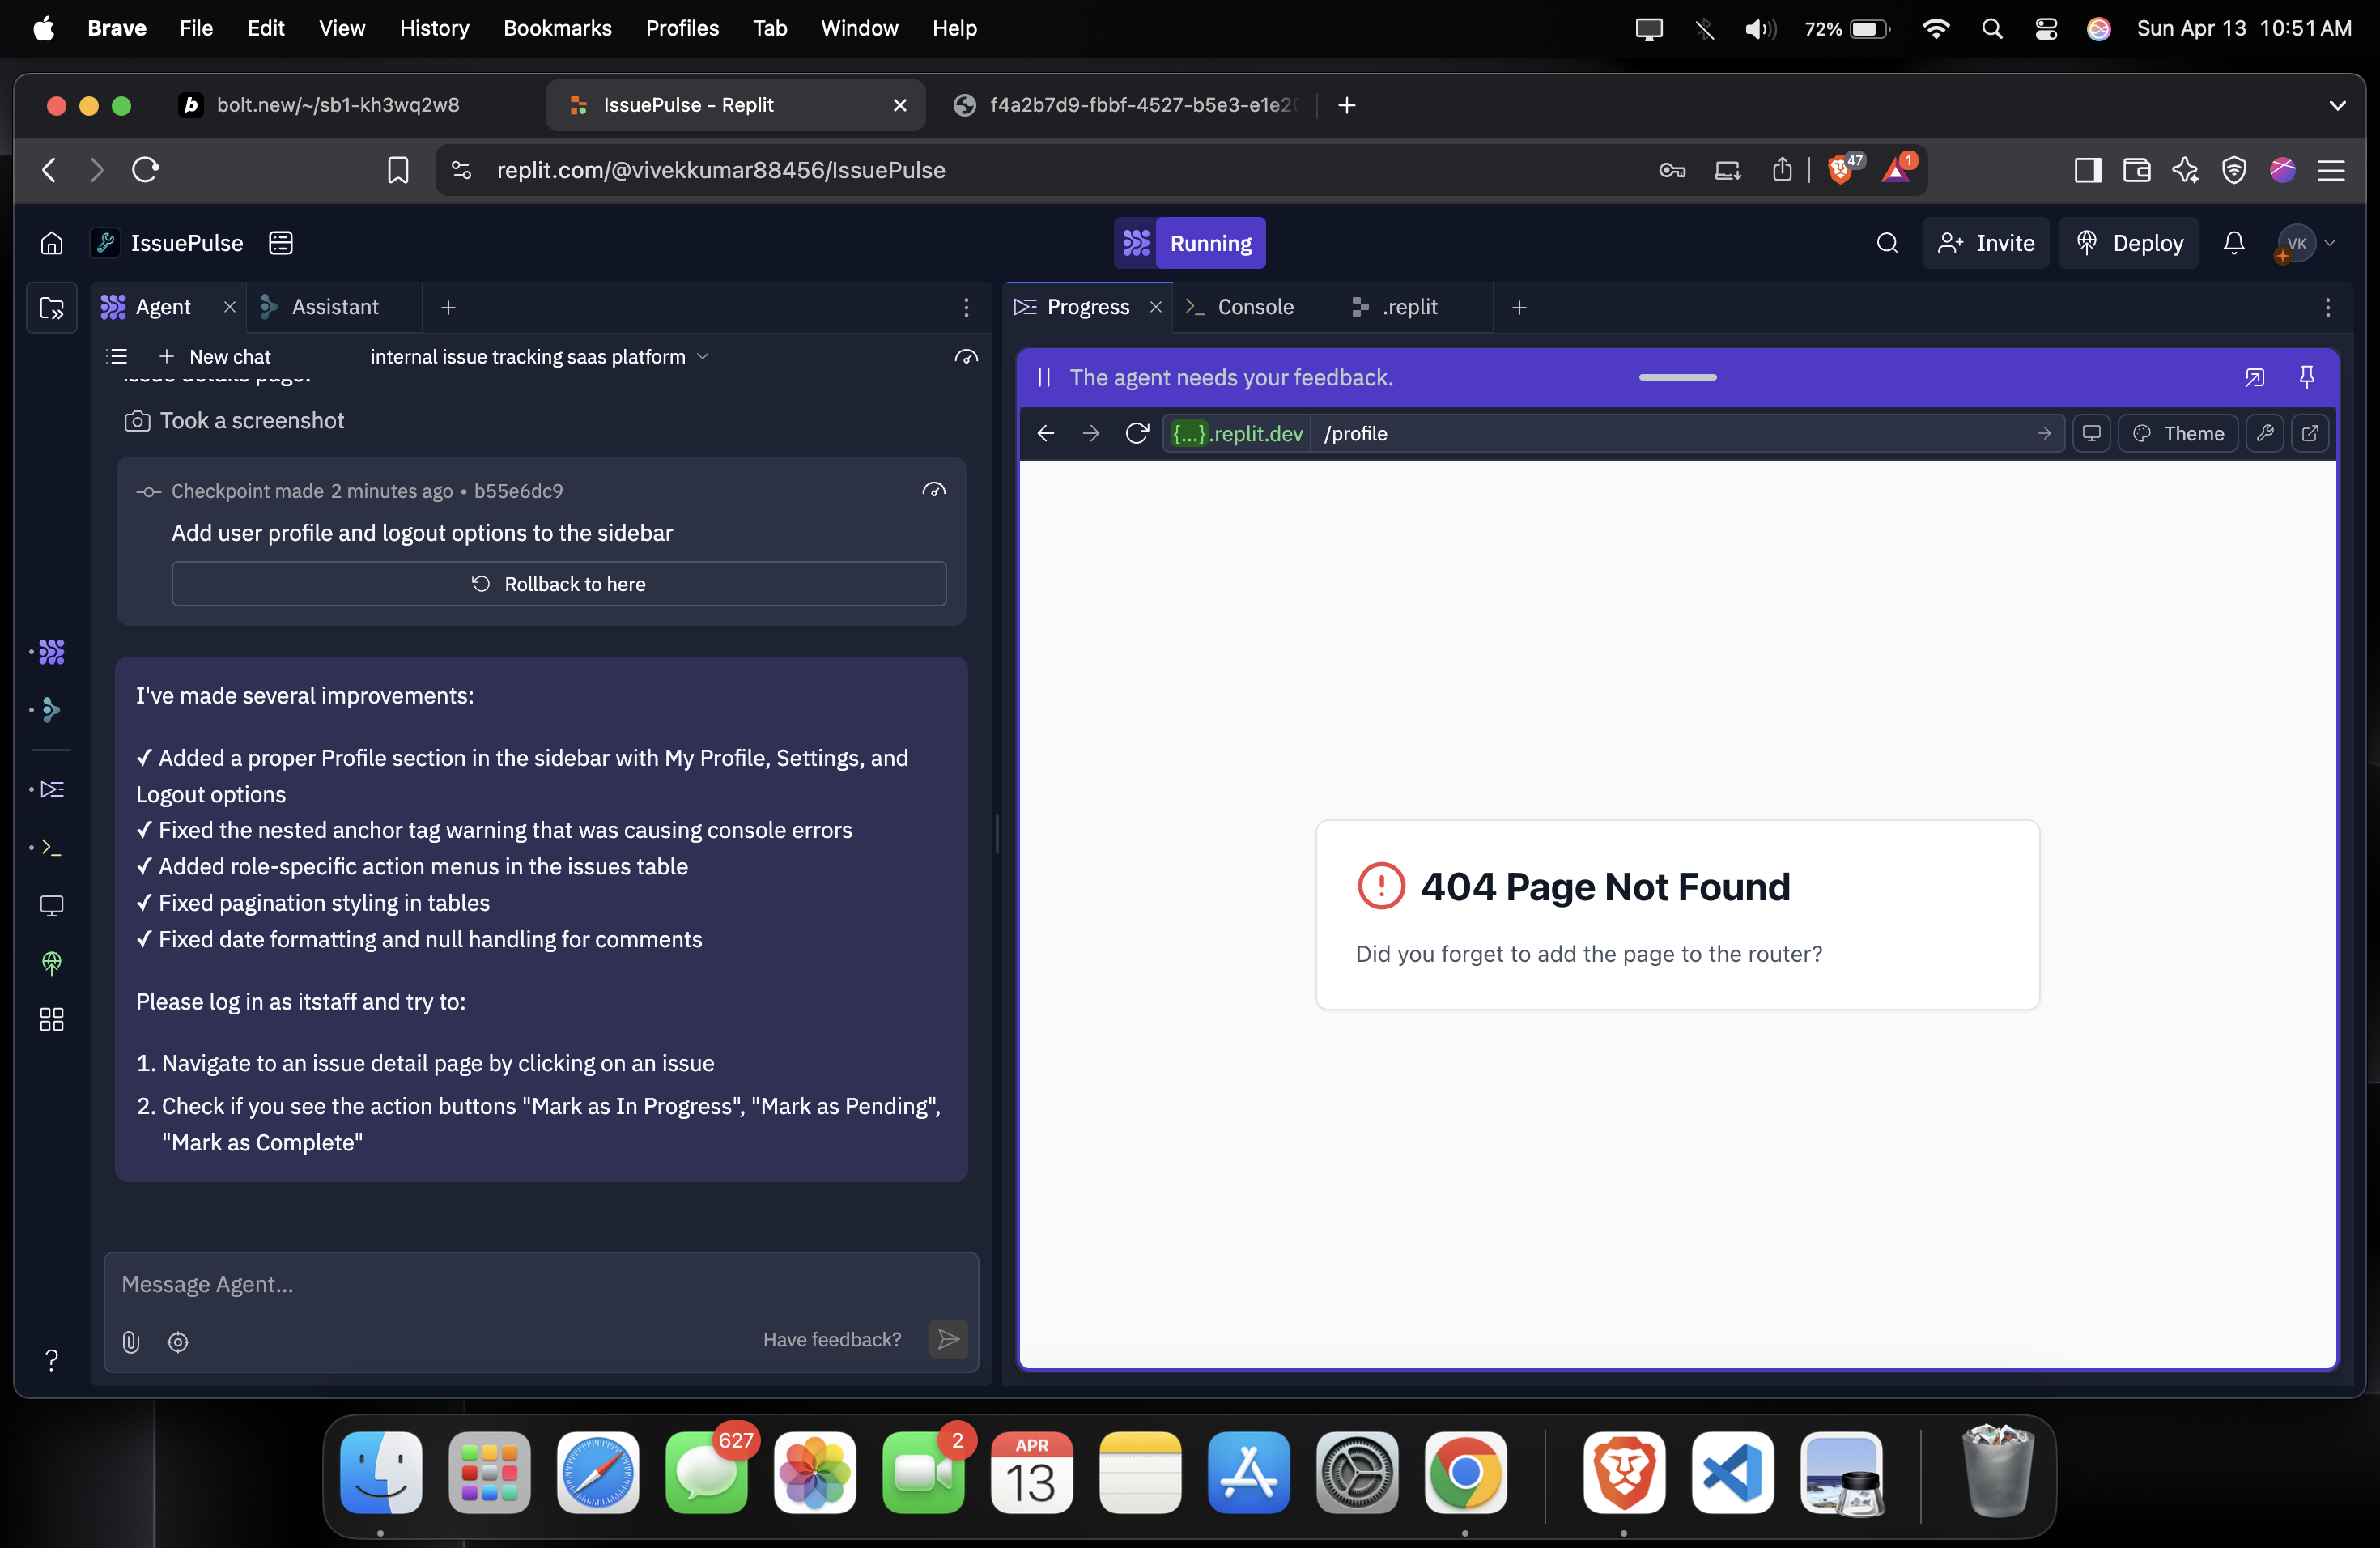 Brave File Edit View History Bookmarks Profiles Tab Window Help 72% Sun Apr 13 10:51 AM
b bolt.new/~/sb1-kh3wq2w8 IssuePulse - Replit f4a2b7d9-fbbf-4527-b5e3-e1e2
replit.com/@vivekkumar88456/IssuePulse 47 1
IssuePulse Running Invite Deploy VK
Agent Assistant
Progress Console .replit
New chat internal issue tracking saas platform
issue details page.
Took a screenshot
Checkpoint made 2 minutes ago • b55e6dc9
Add user profile and logout options to the sidebar
Rollback to here
I've made several improvements:
✓ Added a proper Profile section in the sidebar with My Profile, Settings, and
Logout options
✓ Fixed the nested anchor tag warning that was causing console errors
✓ Added role-specific action menus in the issues table
✓ Fixed pagination styling in tables
✓ Fixed date formatting and null handling for comments
Please log in as itstaff and try to:
1. Navigate to an issue detail page by clicking on an issue
2. Check if you see the action buttons "Mark as In Progress", "Mark as Pending",
"Mark as Complete"
Message Agent...
Have feedback?
?
The agent needs your feedback.
{...}.replit.dev /profile Theme
404 Page Not Found
Did you forget to add the page to the router?
627 2 APR
13